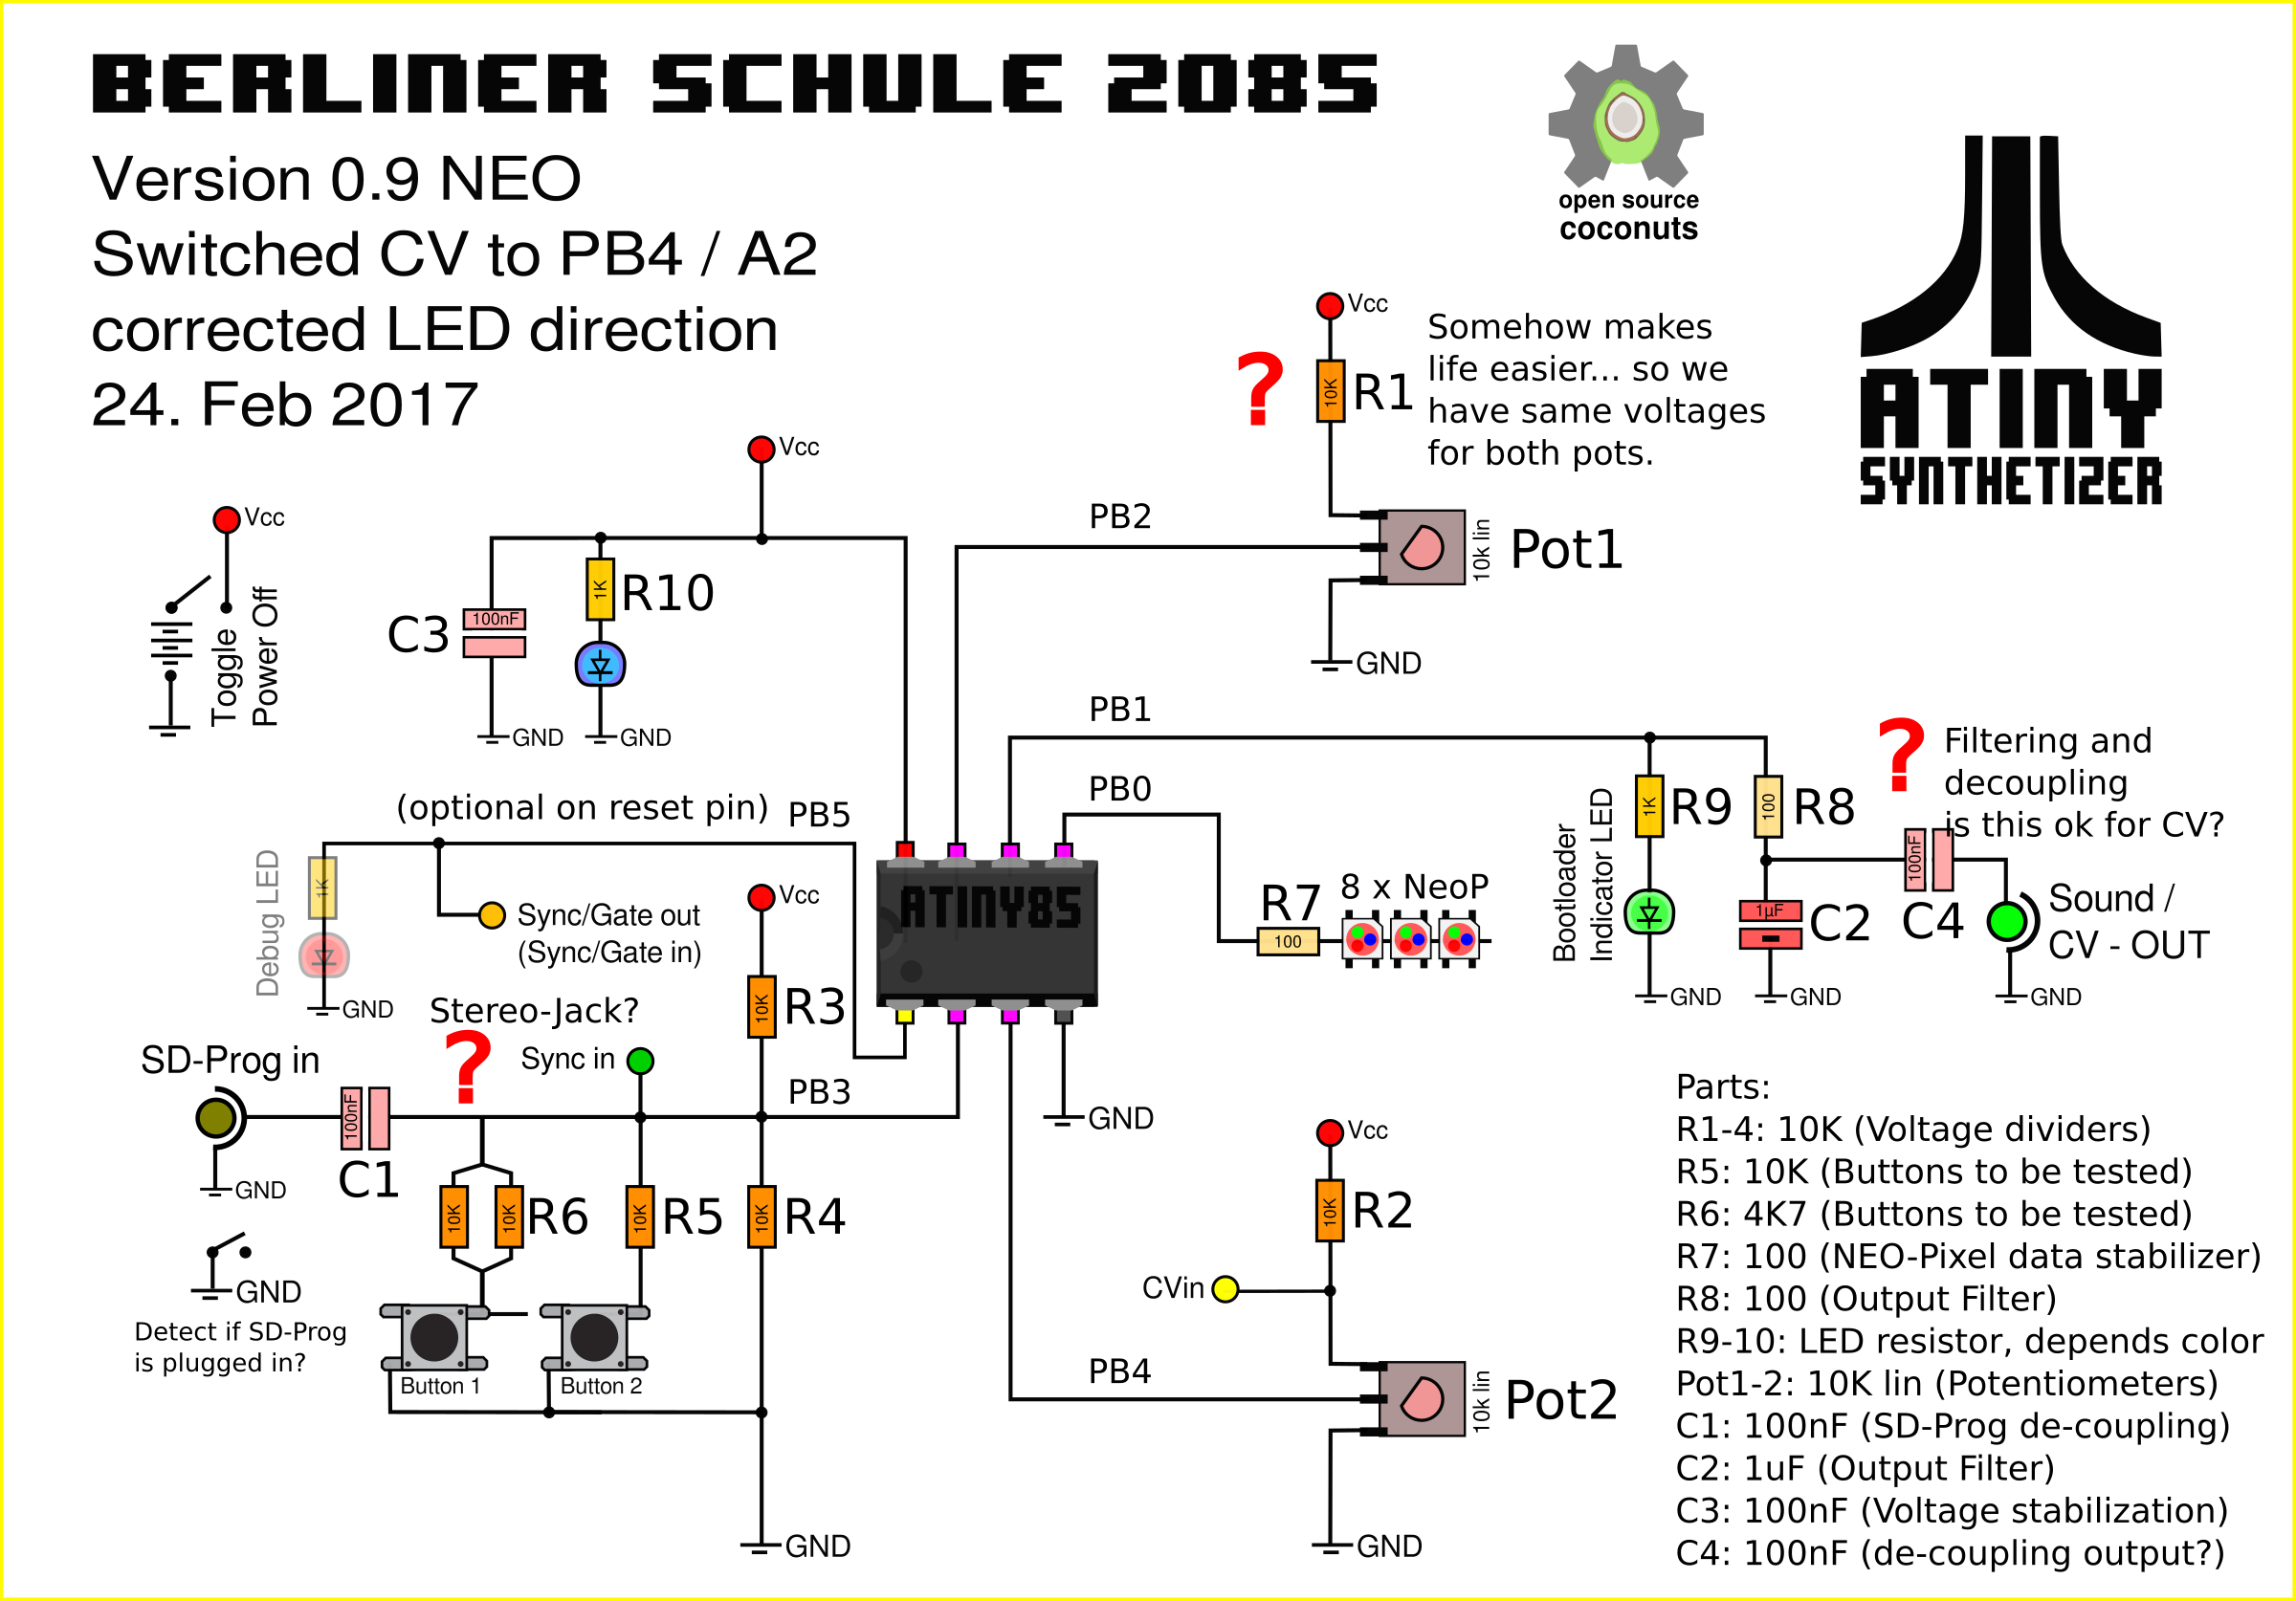 BERLINER SCHULE 2085
Version 0.9 NEO
Switched CV to PB4 / A2
corrected LED direction
24. Feb 2017
open source
coconuts
ATINY
SYNTHETIZER
Vcc
?
10K
R1
Somehow makes
life easier... so we
have same voltages
for both pots.
PB2
10k lin
Pot1
GND
Vcc
Toggle
Power Off
Vcc
C3
100nF
1K
R10
GND
GND
PB1
PB0
(optional on reset pin)
PB5
Debug LED
1K
GND
Sync/Gate out
(Sync/Gate in)
ATINY85
R7
100
8 x NeoP
Bootloader
Indicator LED
1K
R9
GND
100
R8
?
Filtering and
decoupling
is this ok for CV?
100nF
C4
1µF
C2
GND
Sound /
CV - OUT
GND
Vcc
10K
R3
Stereo-Jack?
?
Sync in
SD-Prog in
100nF
C1
GND
PB3
GND
GND
Detect if SD-Prog
is plugged in?
10K
10K
R6
10K
R5
10K
R4
Button 1
Button 2
GND
Vcc
10K
R2
CVin
PB4
10k lin
Pot2
GND
Parts:
R1-4: 10K (Voltage dividers)
R5: 10K (Buttons to be tested)
R6: 4K7 (Buttons to be tested)
R7: 100 (NEO-Pixel data stabilizer)
R8: 100 (Output Filter)
R9-10: LED resistor, depends color
Pot1-2: 10K lin (Potentiometers)
C1: 100nF (SD-Prog de-coupling)
C2: 1uF (Output Filter)
C3: 100nF (Voltage stabilization)
C4: 100nF (de-coupling output?)